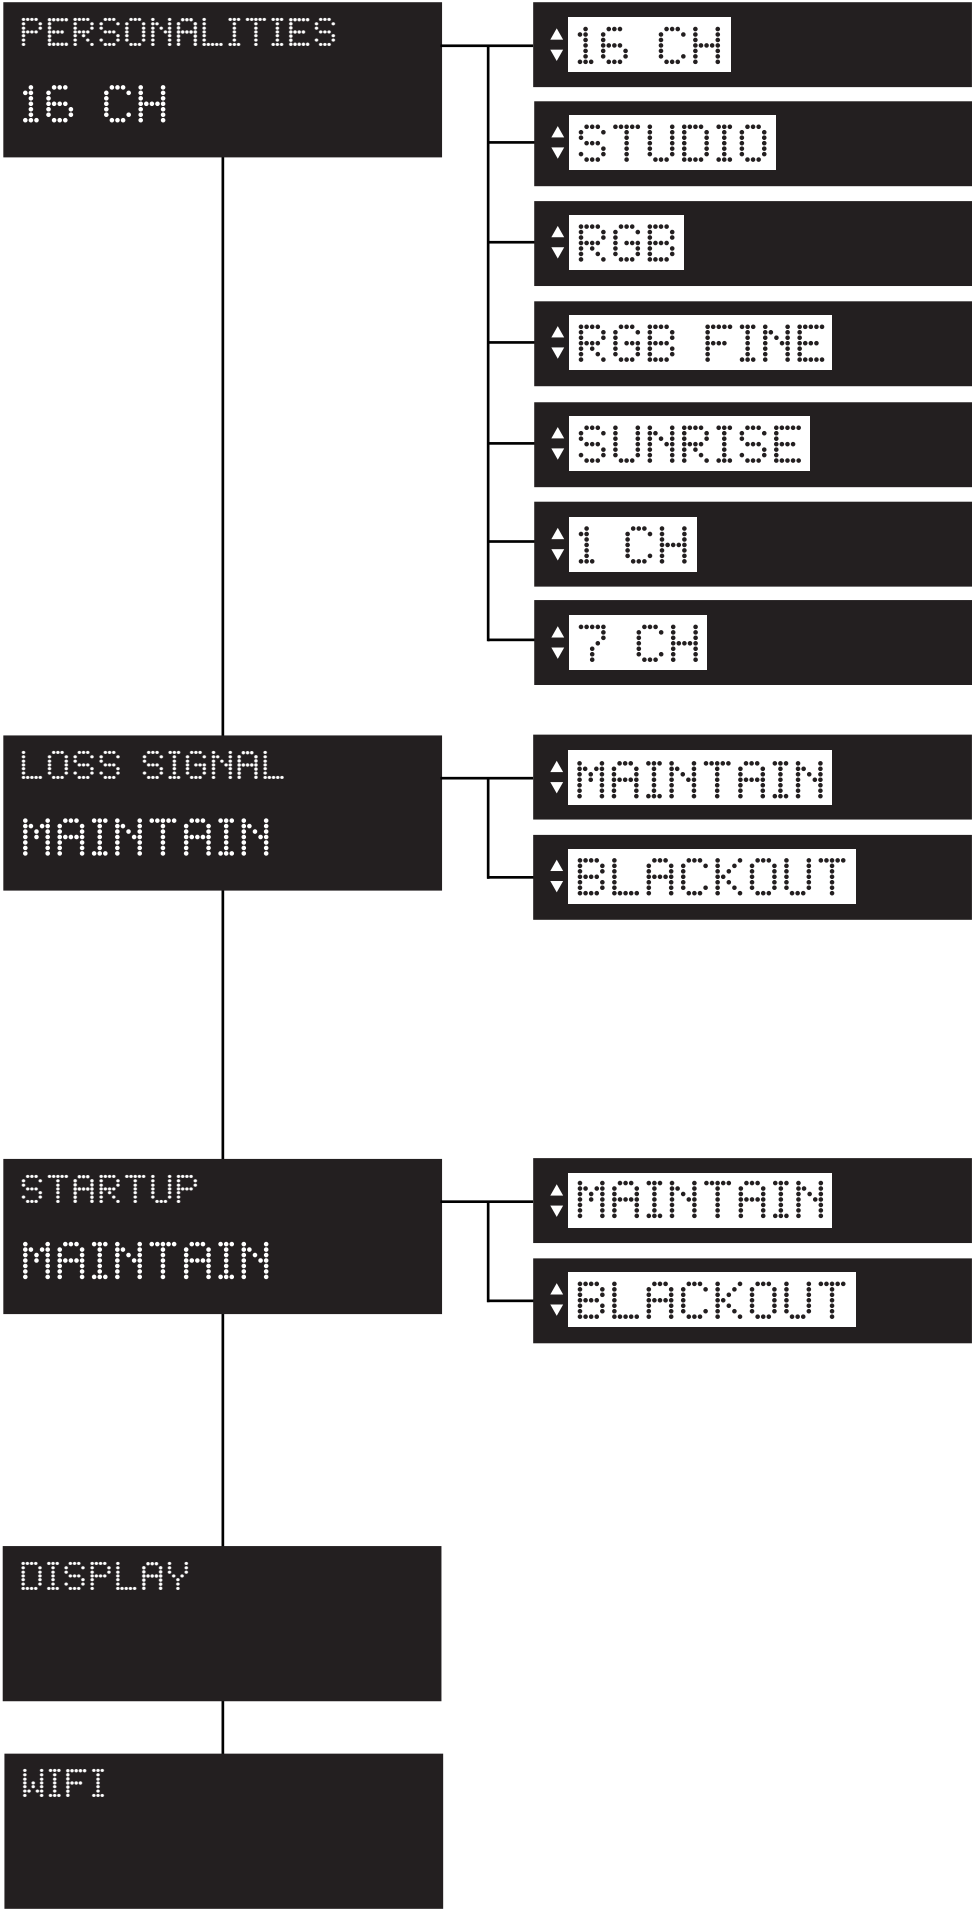 PERSONALITIES
16 CH
16 CH
STUDIO
RGB
RGB FINE
SUNRISE
1 CH
7 CH
LOSS SIGNAL
MAINTAIN
MAINTAIN
BLACKOUT
STARTUP
MAINTAIN
MAINTAIN
BLACKOUT
DISPLAY
WIFI